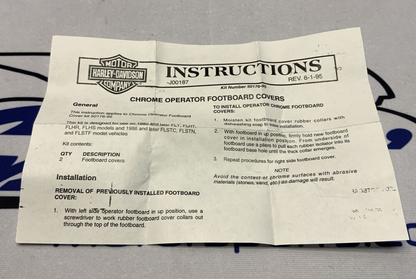 MOTOR
HARLEY-DAVIDSON
COMPANY
INSTRUCTIONS
-J00187
REV. 6-1-95
Kit Number 50176-95
CHROME OPERATOR FOOTBOARD COVERS
General
This instruction applies to Chrome Operator Footboard
Cover kit 50176-95
This kit is designed for use on 1986 and later FLT, FLHT,
FLHR, FLHS models and 1986 and later FLSTC, FLSTN,
and FLSTF model vehicles
Kit contains:
QTY DESCRIPTION
2 Footboard covers
Installation
REMOVAL OF PREVIOUSLY INSTALLED FOOTBOARD
COVER:
1. With left side operator footboard in up position, use a
screwdriver to work rubber footboard cover collars out
through the top of the footboard.
TO INSTALL OPERATOR CHROME FOOTBOARD
COVERS:
1. Moisten kit footboard cover rubber collars with
dishwashing soap to ease installation.
2. With footboard in up position, firmly hold new footboard
cover in installation position. From underside of
footboard use a pliers to pull each rubber isolator into its
footboard base hole until the thick collar emerges.
3. Repeat procedures for right side footboard cover.
NOTE
Avoid the contact of chrome surfaces with abrasive
materials (stones, sand, etc.) as damage will result.